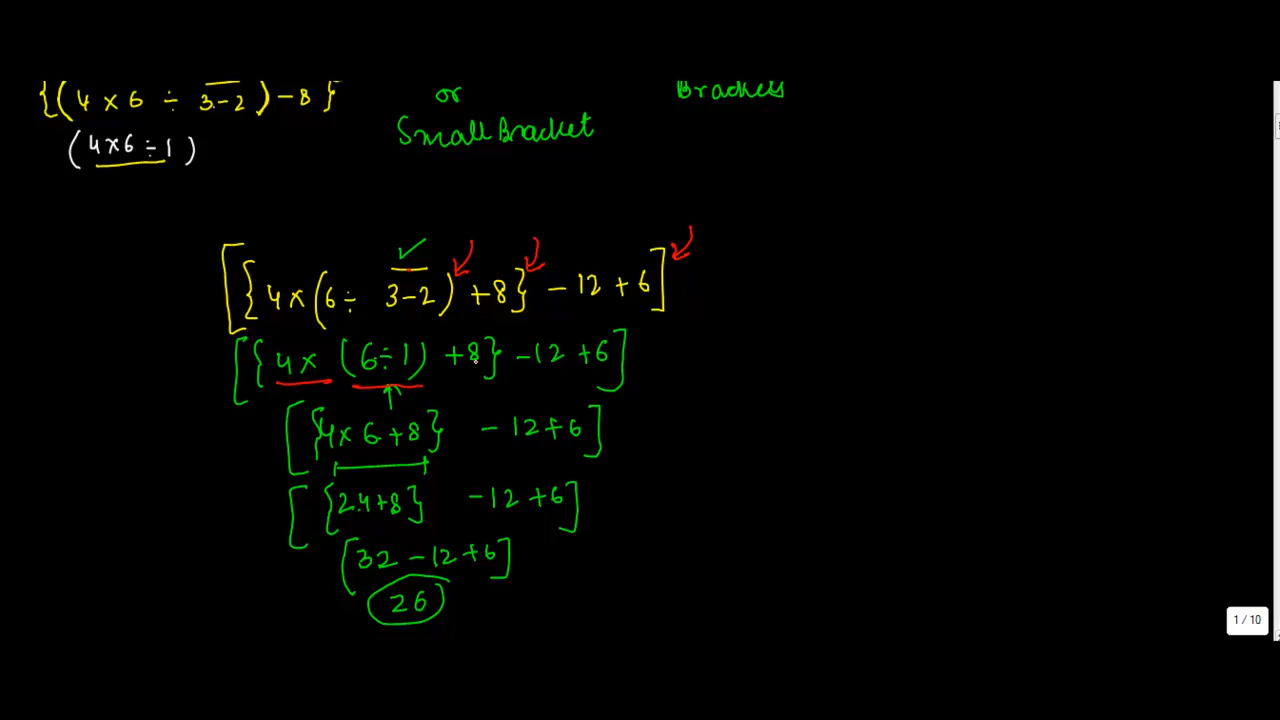 {(4 × 6 ÷ 3-2) - 8}
or
Brackets
Small Bracket
(4×6÷1)
[{4×(6÷ 3-2) +8} - 12 + 6]
[{4× (6÷1) +8} -12 +6]
[{4× 6 +8} - 12+6]
[{2.4+8} -12 +6]
[32 -12 +6]
26
1 / 10